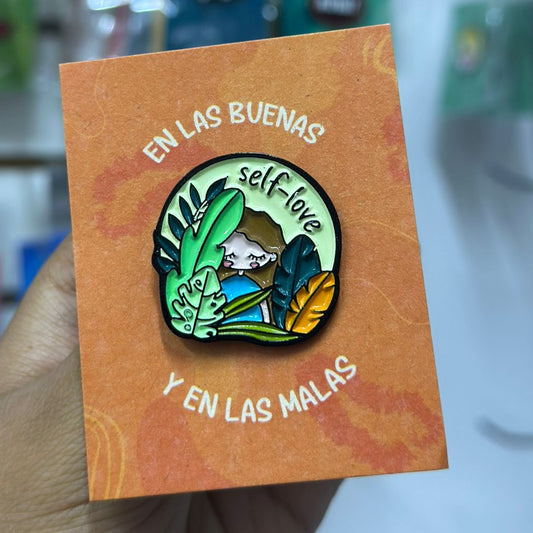 EN LAS BUENAS
self-love
Y EN LAS MALAS